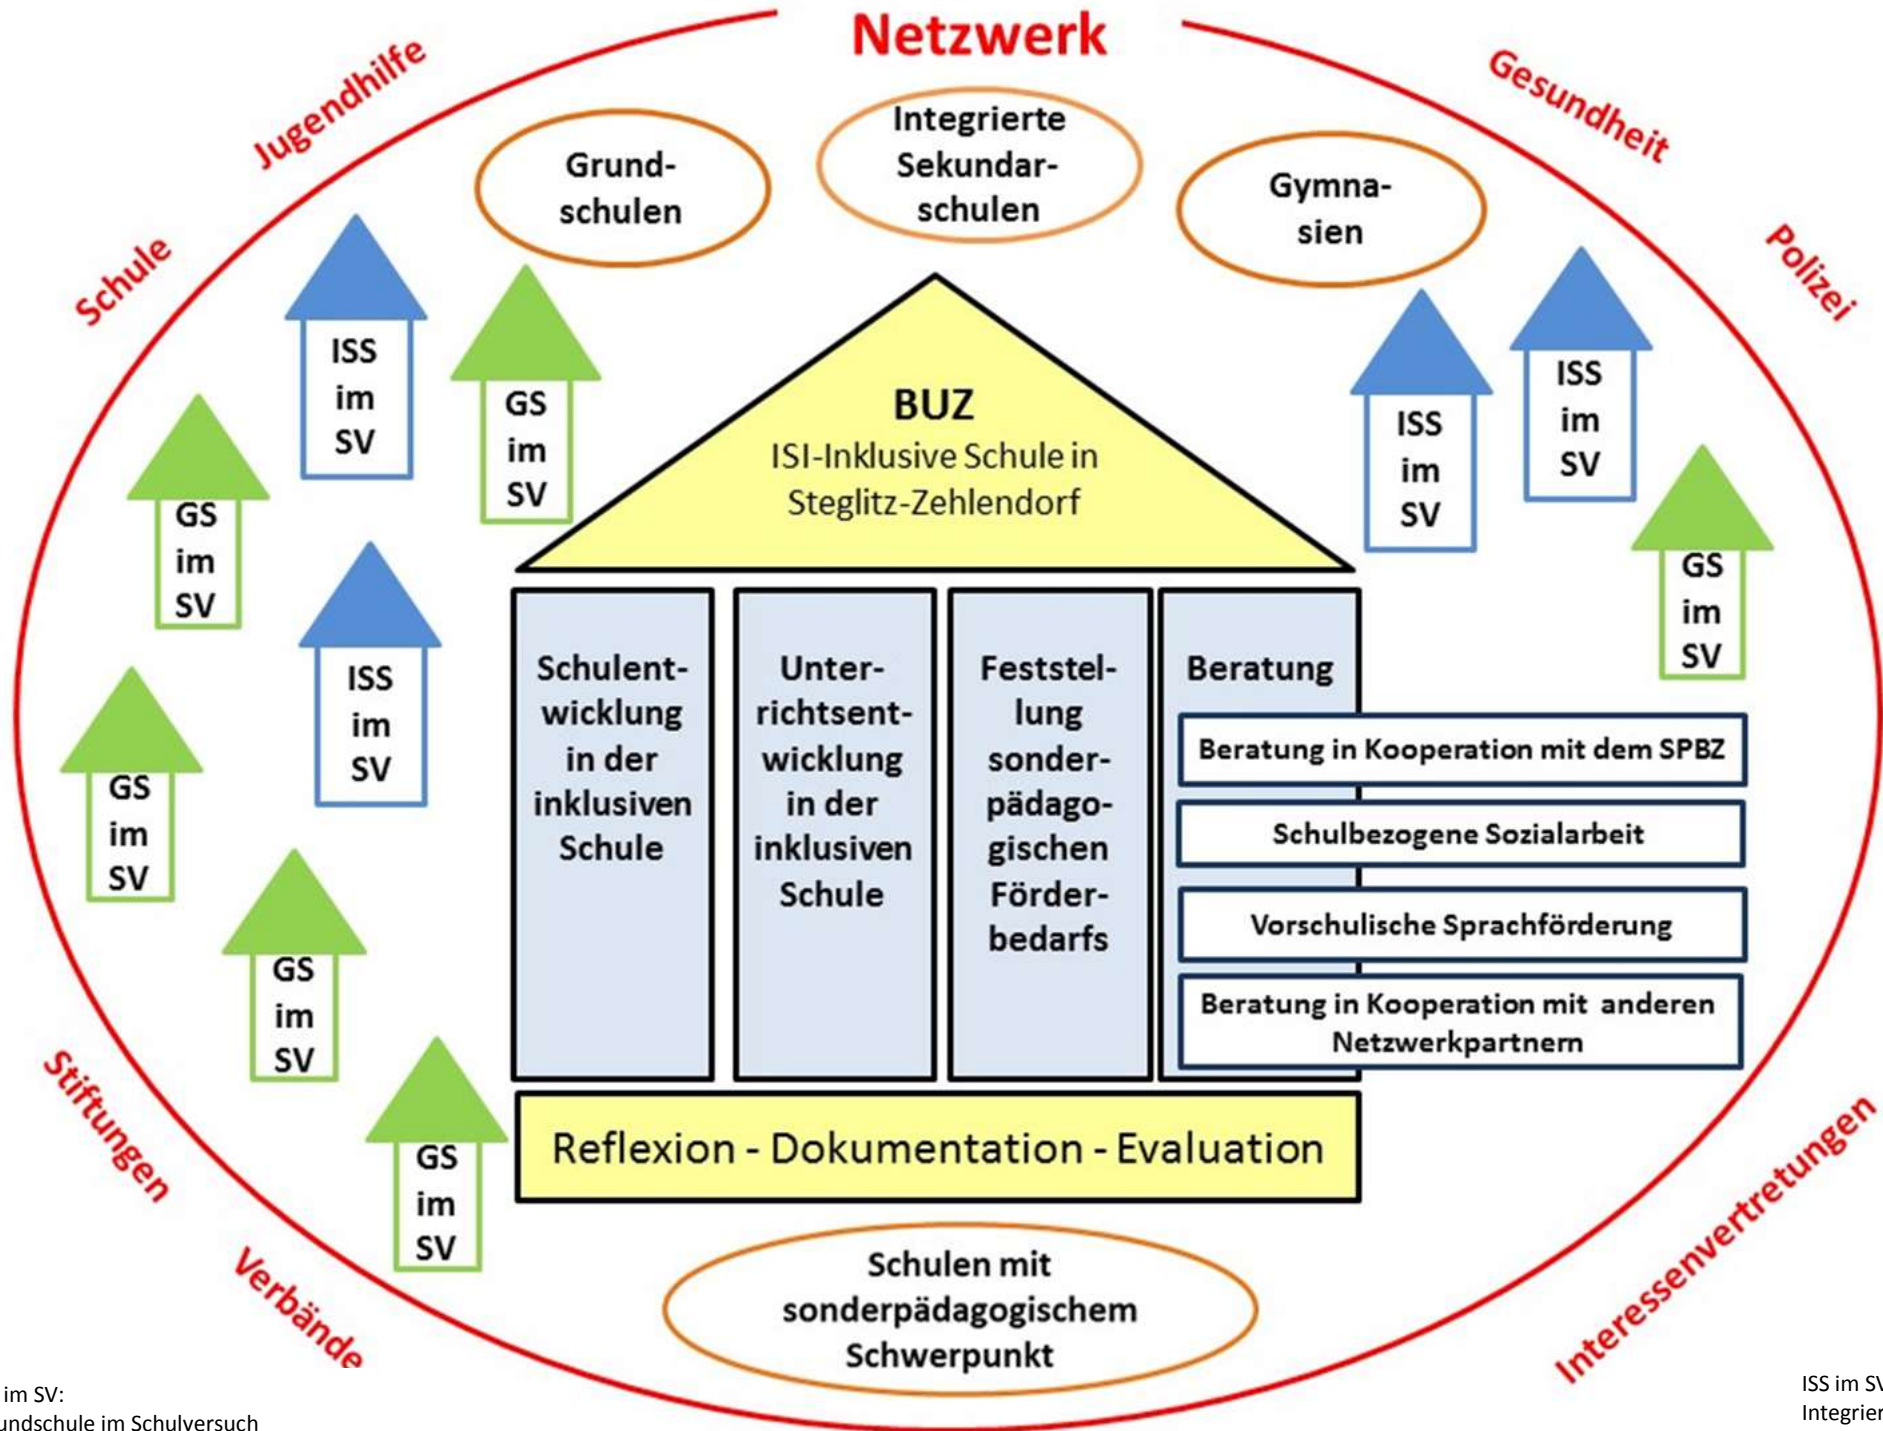 Netzwerk
Jugendhilfe
Gesundheit
Schule
Polizei
Grund-
schulen
Integrierte
Sekundar-
schulen
Gymna-
sien
ISS
im
SV
GS
im
SV
ISS
im
SV
ISS
im
SV
GS
im
SV
GS
im
SV
ISS
im
SV
GS
im
SV
GS
im
SV
GS
im
SV
BUZ
ISI-Inklusive Schule in
Steglitz-Zehlendorf
Schulent-
wicklung
in der
inklusiven
Schule
Unter-
richtsent-
wicklung
in der
inklusiven
Schule
Feststel-
lung
sonder-
pädago-
gischen
Förder-
bedarfs
Beratung
Beratung in Kooperation mit dem SPBZ
Schulbezogene Sozialarbeit
Vorschulische Sprachförderung
Beratung in Kooperation mit anderen
Netzwerkpartnern
Reflexion - Dokumentation - Evaluation
Schulen mit
sonderpädagogischem
Schwerpunkt
Stiftungen
Verbände
Interessenvertretungen
im SV:
undschule im Schulversuch
ISS im SV
Integrier